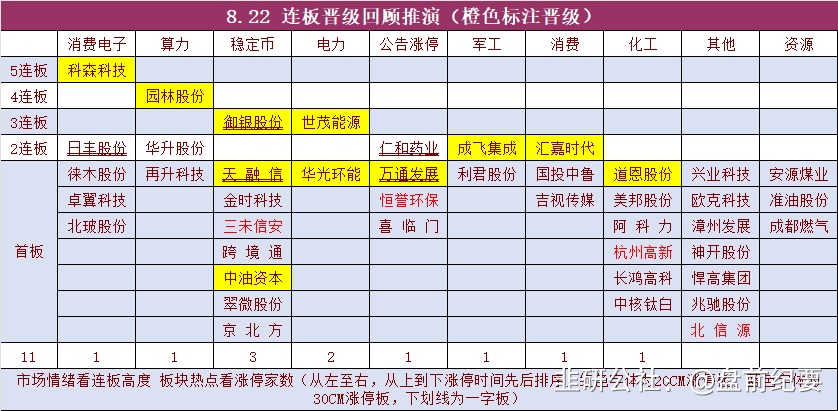 8.22 连板晋级回顾推演（橙色标注晋级）
消费电子 算力 稳定币 电力 公告涨停 军工 消费 化工 其他 资源
5连板 科森科技
4连板 园林股份
3连板 御银股份 世茂能源
2连板 日丰股份 华升股份 仁和药业 成飞集成 汇嘉时代
徕木股份 再升科技 天融信 华光环能 万通发展 利君股份 国投中鲁 道恩股份 兴业科技 安源煤业
卓翼科技 金时科技 恒誉环保 吉视传媒 美邦股份 欧克科技 准油股份
北玻股份 三未信安 喜临门 阿科力 漳州发展 成都燃气
首板 跨境通 杭州高新 神开股份
中油资本 长鸿高科 悍高集团
翠微股份 中核钛白 兆驰股份
京北方 北信源
11 1 1 3 2 1 1 1 1
市场情绪看连板高度 板块热点看涨停家数（从左至右，从上到下涨停时间先后排序，
30CM涨停板，下划线为一字板）
韭研公社：@盘前纪要